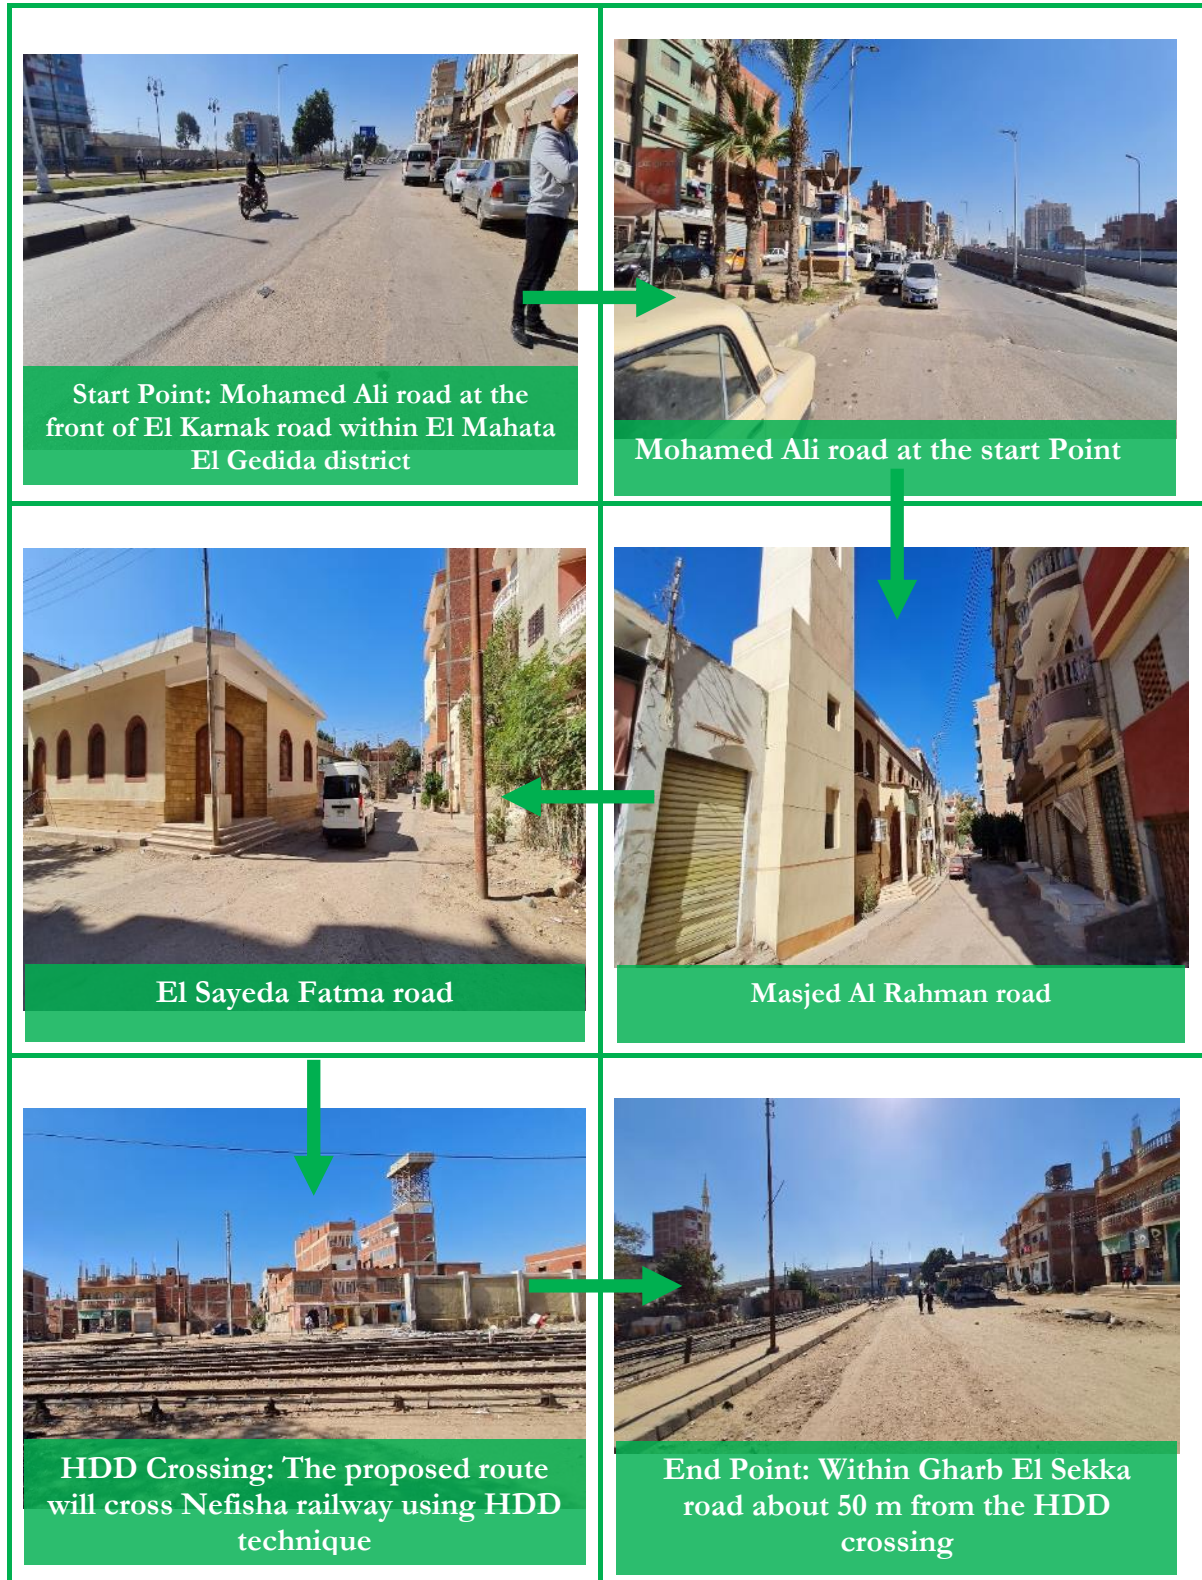 Start Point: Mohamed Ali road at the
front of El Karnak road within El Mahata
El Gedida district
Mohamed Ali road at the start Point
El Sayeda Fatma road
Masjed Al Rahman road
HDD Crossing: The proposed route
will cross Nefisha railway using HDD
technique
End Point: Within Gharb El Sekka
road about 50 m from the HDD
crossing